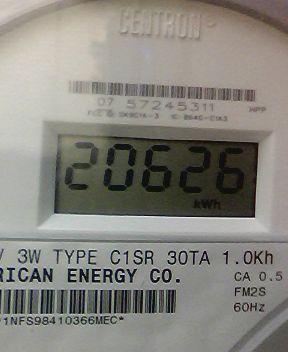 CENTRON
07 57245311
20626
kWh
V 3W TYPE C1SR 30TA 1.0Kh
RICAN ENERGY CO.
CA 0.5
FM2S
60Hz
1NFS98410366MEC*